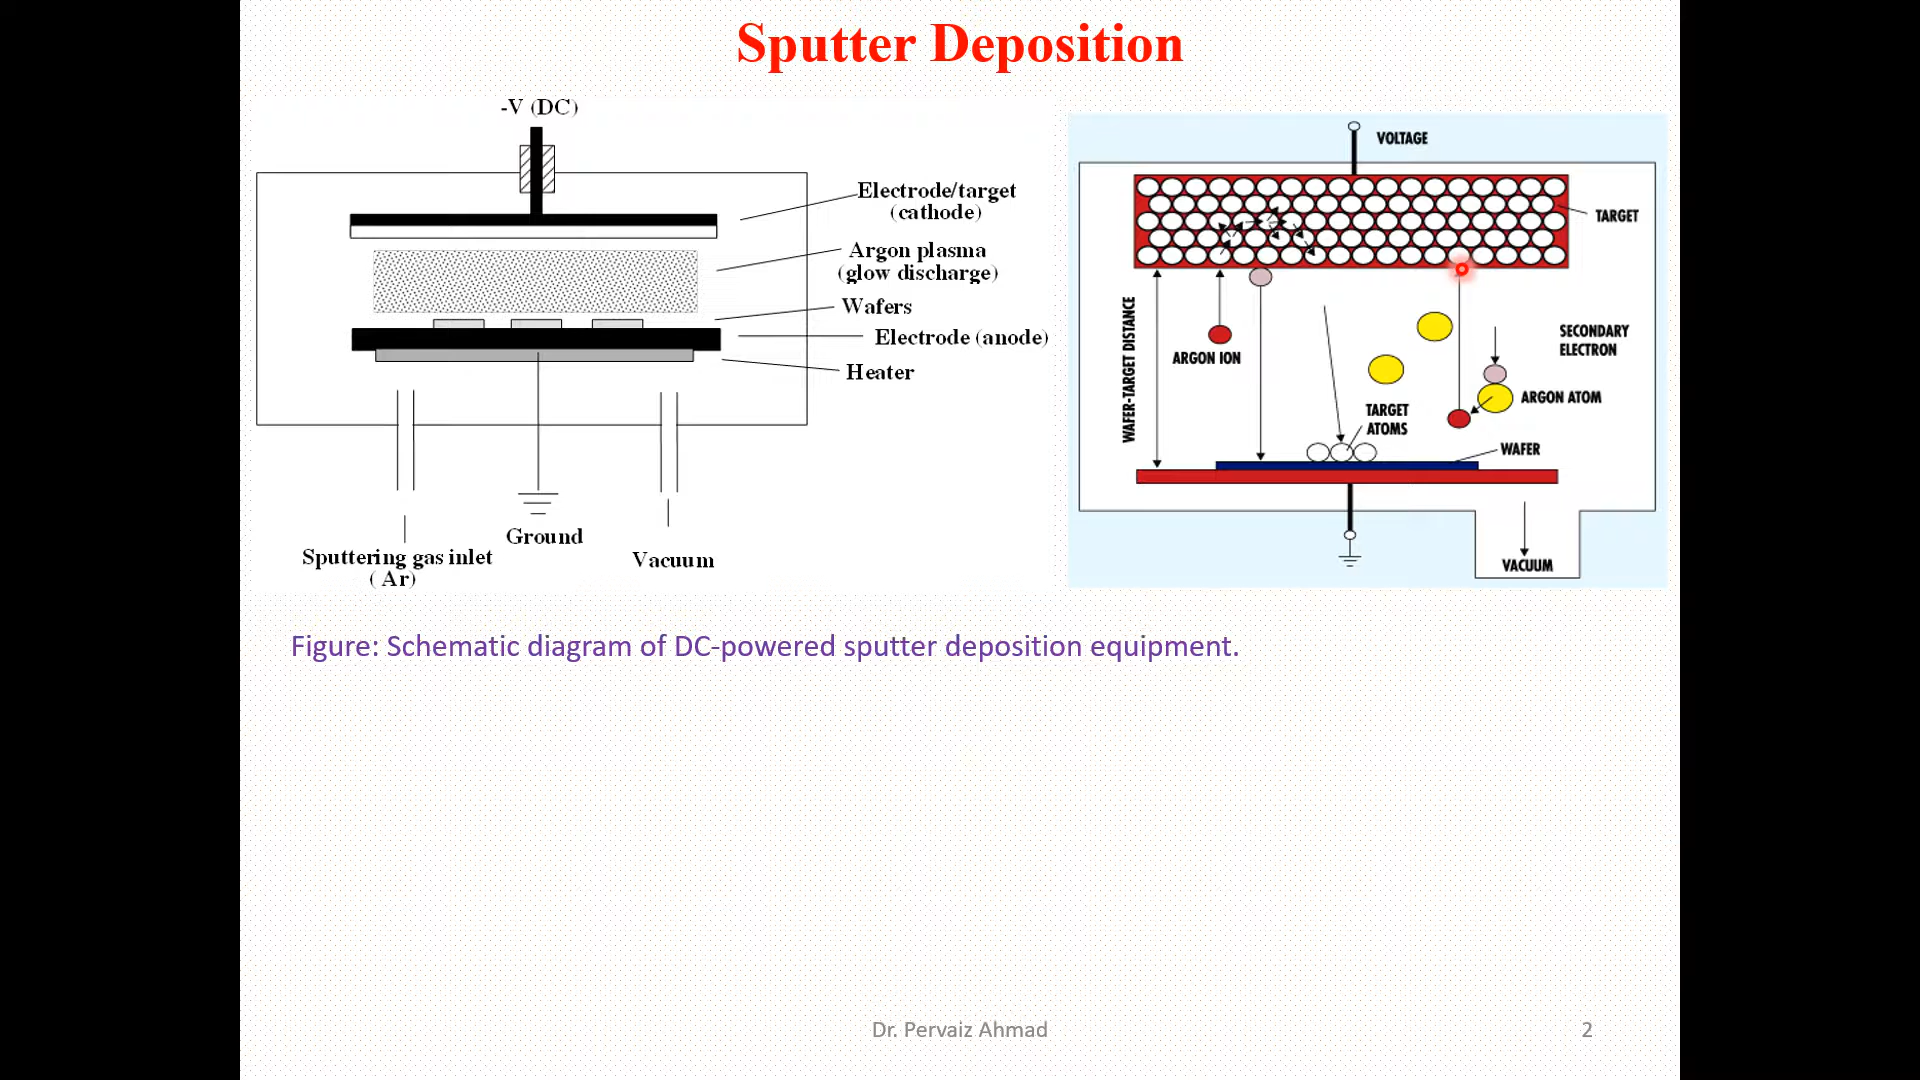 Sputter Deposition
-V (DC)
Electrode/target
(cathode)
Argon plasma
(glow discharge)
Wafers
Electrode (anode)
Heater
Ground
Sputtering gas inlet
( Ar)
Vacuum
VOLTAGE
TARGET
WAFER-TARGET DISTANCE
ARGON ION
SECONDARY
ELECTRON
ARGON ATOM
TARGET
ATOMS
WAFER
VACUUM
Figure: Schematic diagram of DC-powered sputter deposition equipment.
Dr. Pervaiz Ahmad
2